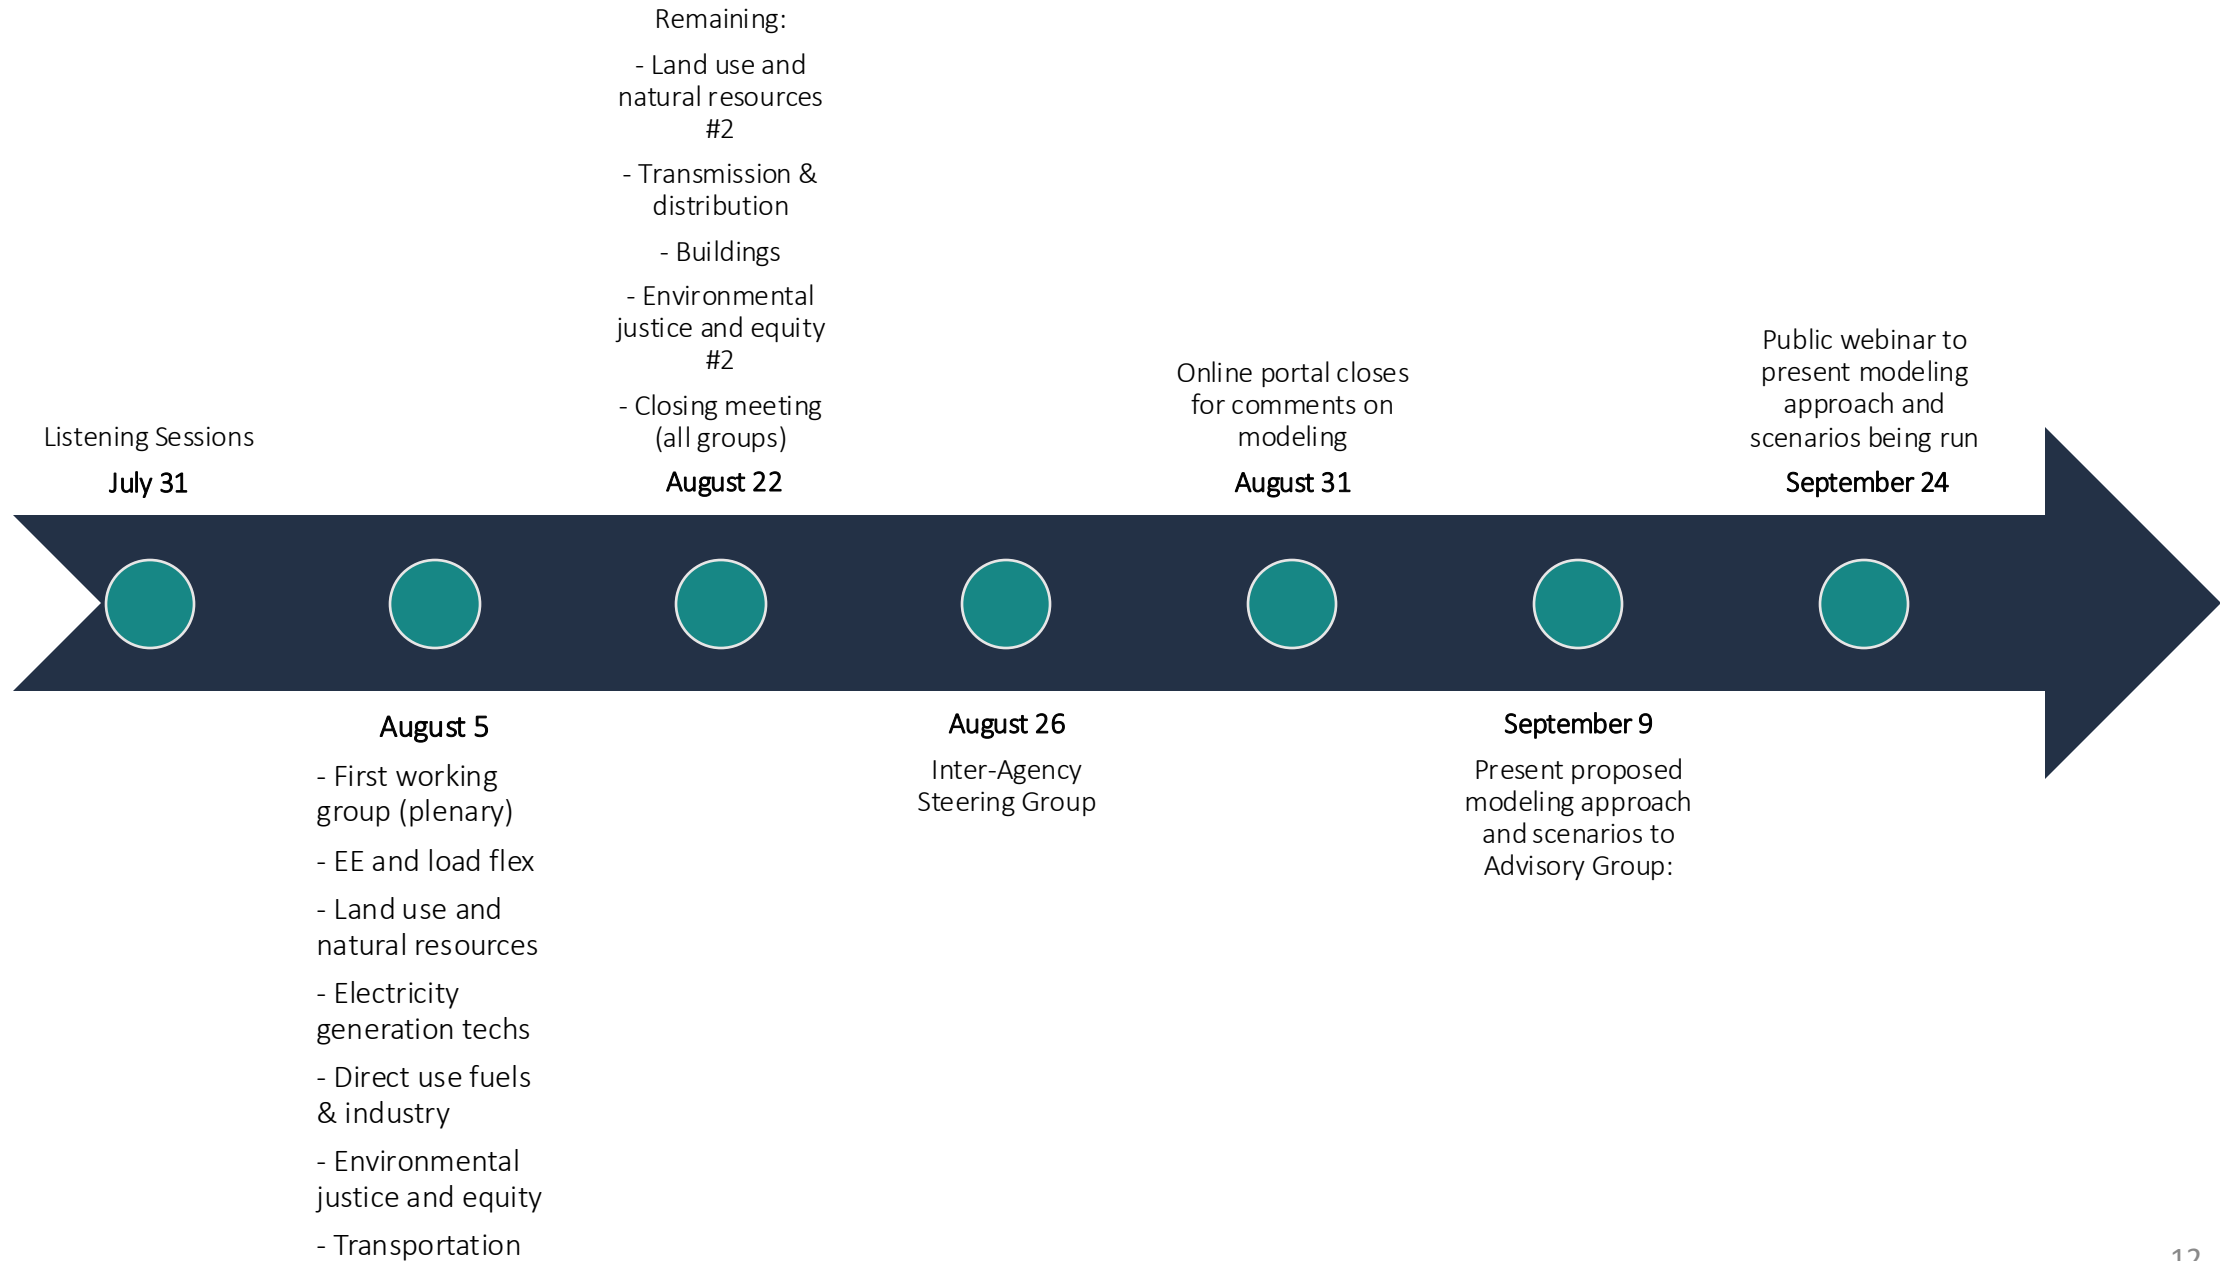 Remaining:
- Land use and
natural resources
#2
- Transmission &
distribution
- Buildings
- Environmental
justice and equity
#2
- Closing meeting
(all groups)
August 22
Listening Sessions
July 31
Online portal closes
for comments on
modeling
August 31
Public webinar to
present modeling
approach and
scenarios being run
September 24
August 5
- First working
group (plenary)
- EE and load flex
- Land use and
natural resources
- Electricity
generation techs
- Direct use fuels
& industry
- Environmental
justice and equity
- Transportation
August 26
Inter-Agency
Steering Group
September 9
Present proposed
modeling approach
and scenarios to
Advisory Group:
12